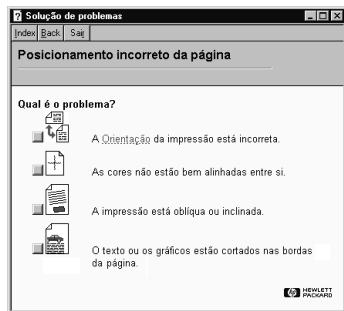 Solução de problemas
Index Back Sair
Posicionamento incorreto da página
Qual é o problema?
A Orientação da impressão está incorreta.
As cores não estão bem alinhadas entre si.
A impressão está oblíqua ou inclinada.
O texto ou os gráficos estão cortados nas bordas
da página.
hp HEWLETT
PACKARD